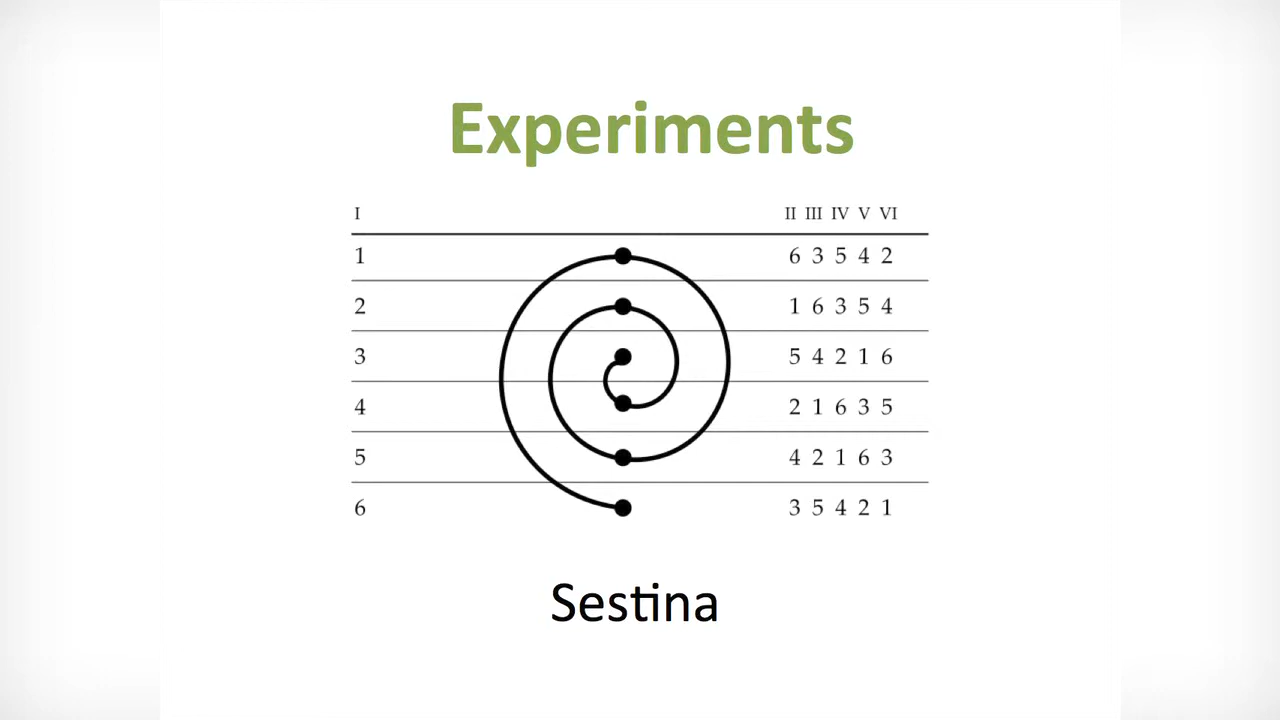 Experiments
I II III IV V VI
1 6 3 5 4 2
2 1 6 3 5 4
3 5 4 2 1 6
4 2 1 6 3 5
5 4 2 1 6 3
6 3 5 4 2 1
Sestina